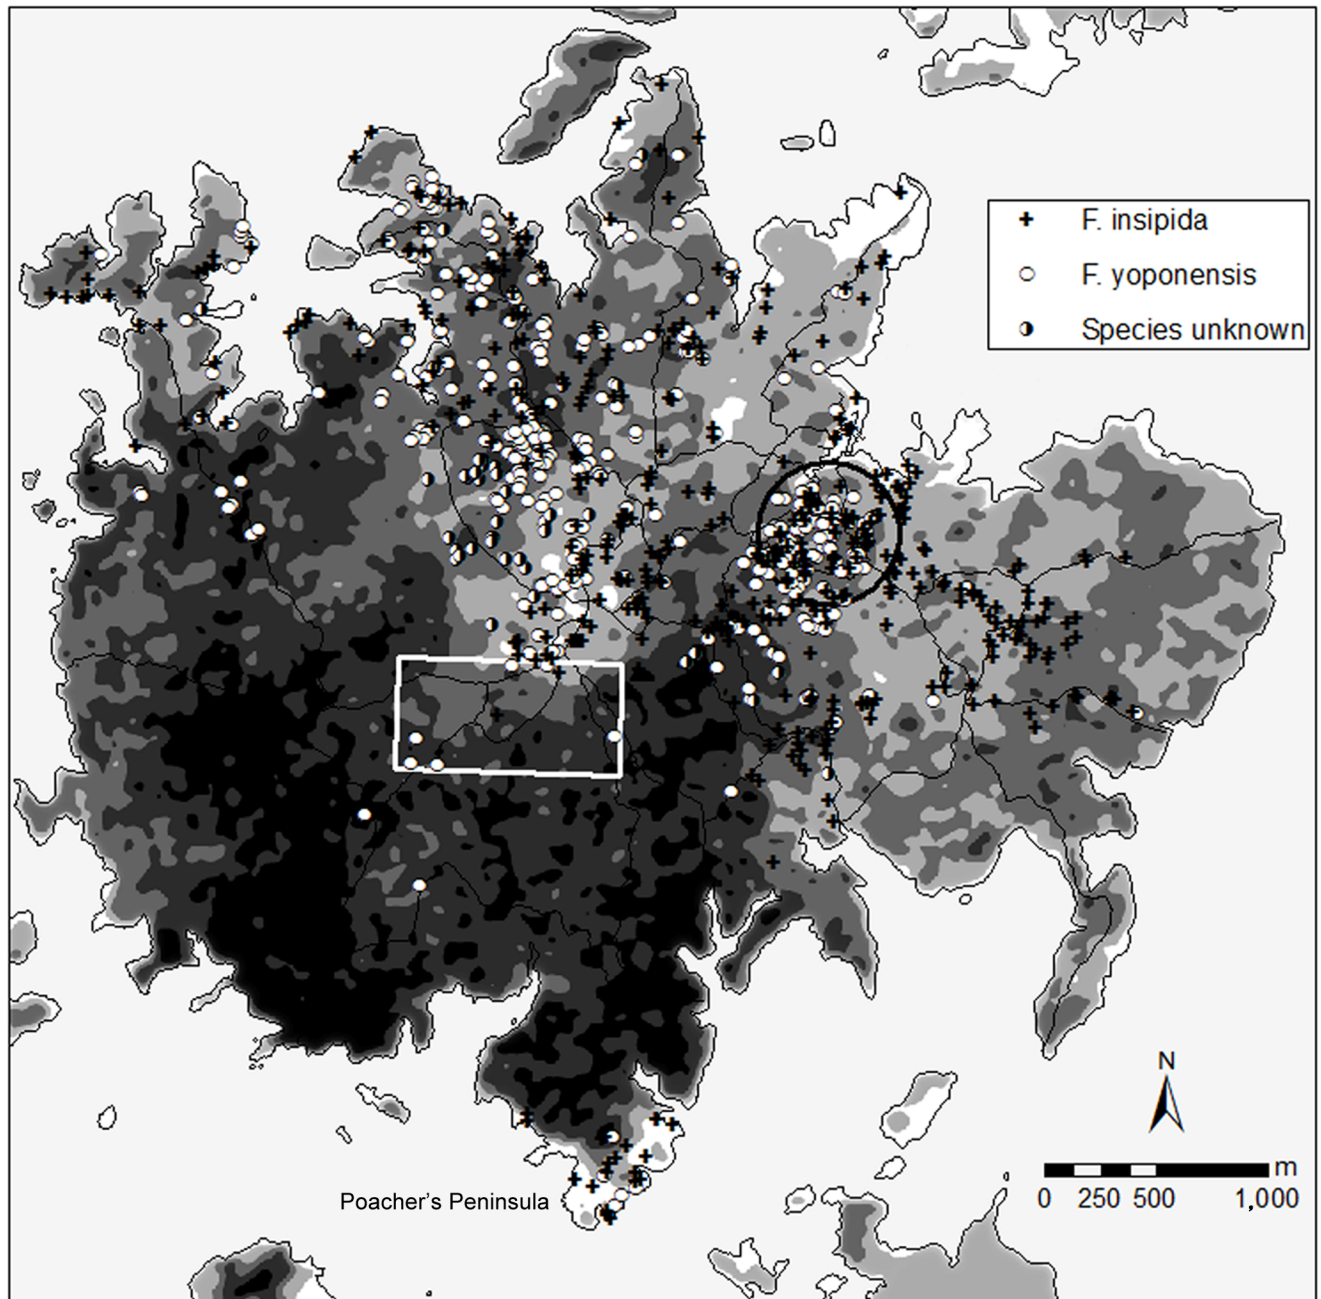 F. insipida
F. yoponensis
Species unknown
N
m
0 250 500 1,000
Poacher's Peninsula